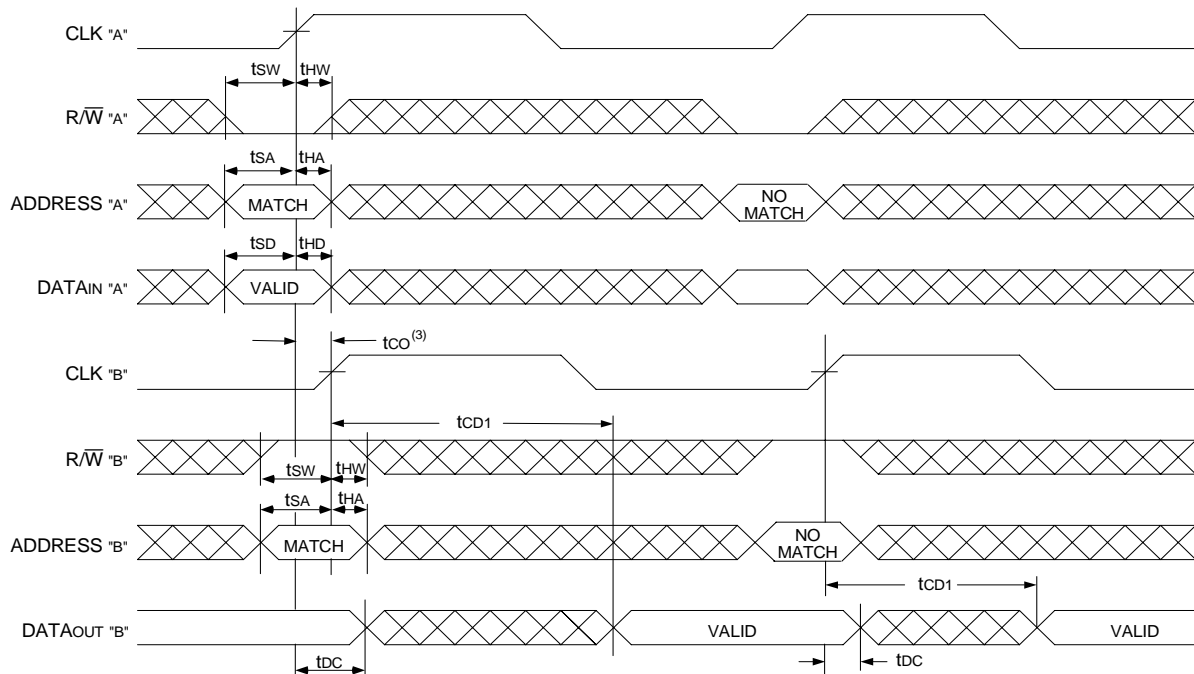 CLK "A"
tSW tHW
R/W̅ "A"
tSA tHA
ADDRESS "A" MATCH NO MATCH
tSD tHD
DATAIN "A" VALID
tCO(3)
CLK "B"
tCD1
R/W̅ "B"
tSW tHW
tSA tHA
ADDRESS "B" MATCH NO MATCH
tCD1
DATAOUT "B" VALID VALID
tDC tDC